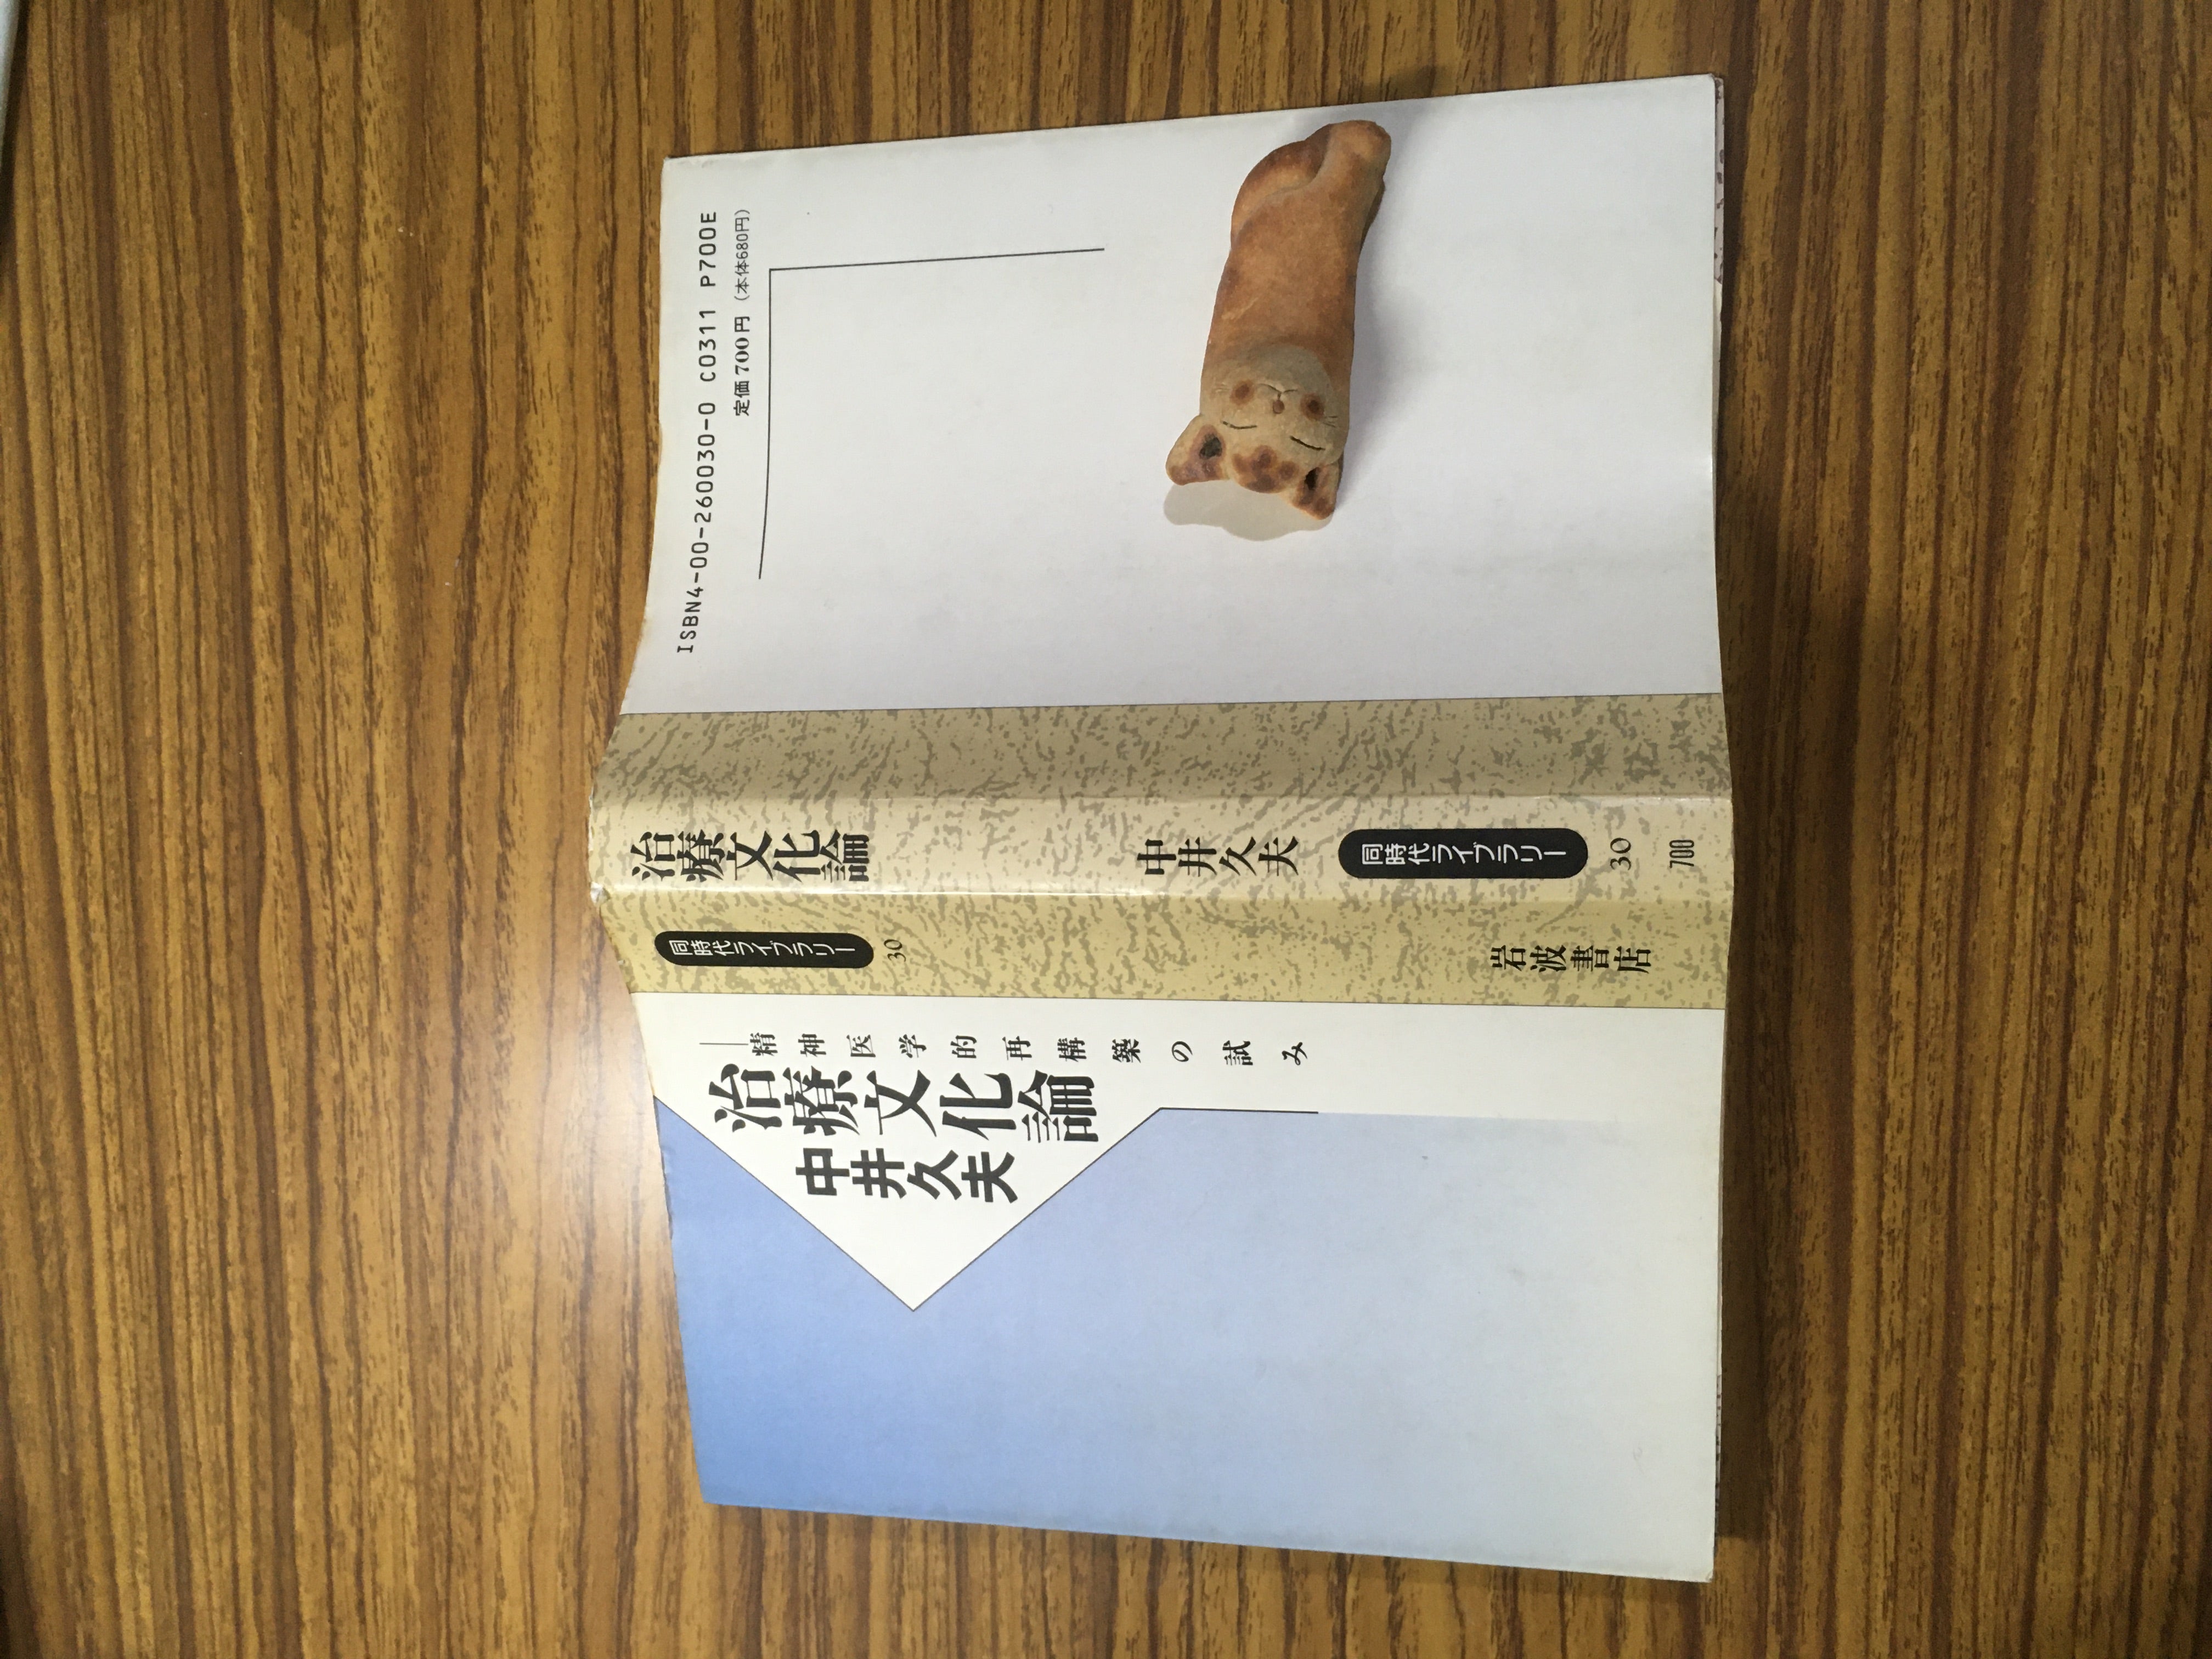 ISBN4-00-260030-0 C0311 P700E
定価700円（本体680円）
治療文化論
中井久夫
同時代ライブラリー
30
700
同時代ライブラリー
30
岩波書店
治療文化論
―精神医学的再構築の試み
中井久夫